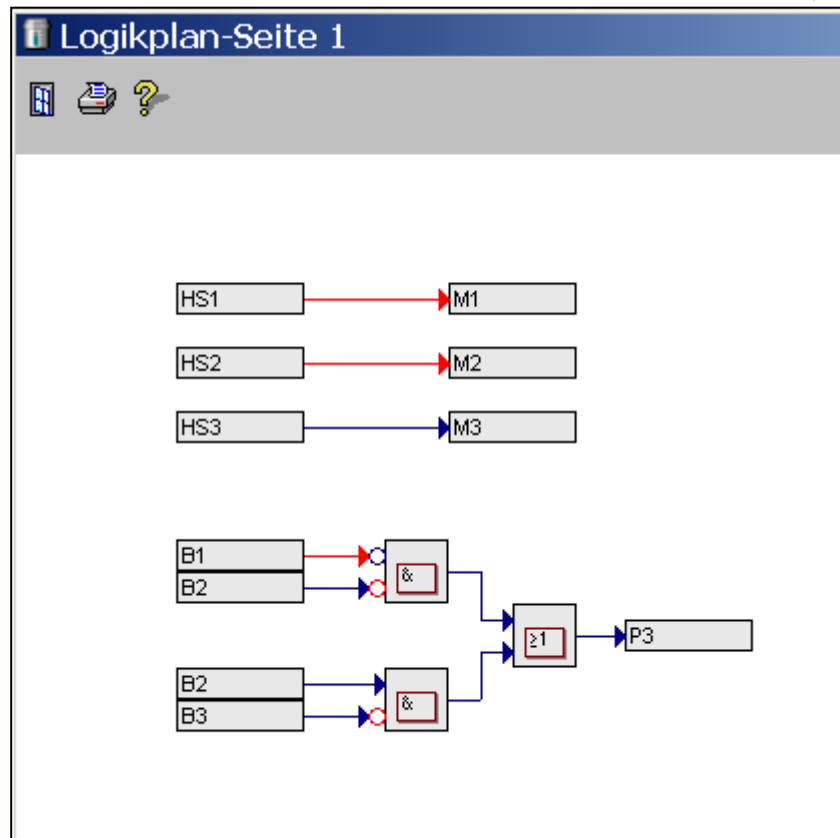 Logikplan-Seite 1
HS1 M1
HS2 M2
HS3 M3
B1
B2
&
≥1
P3
B2
B3
&